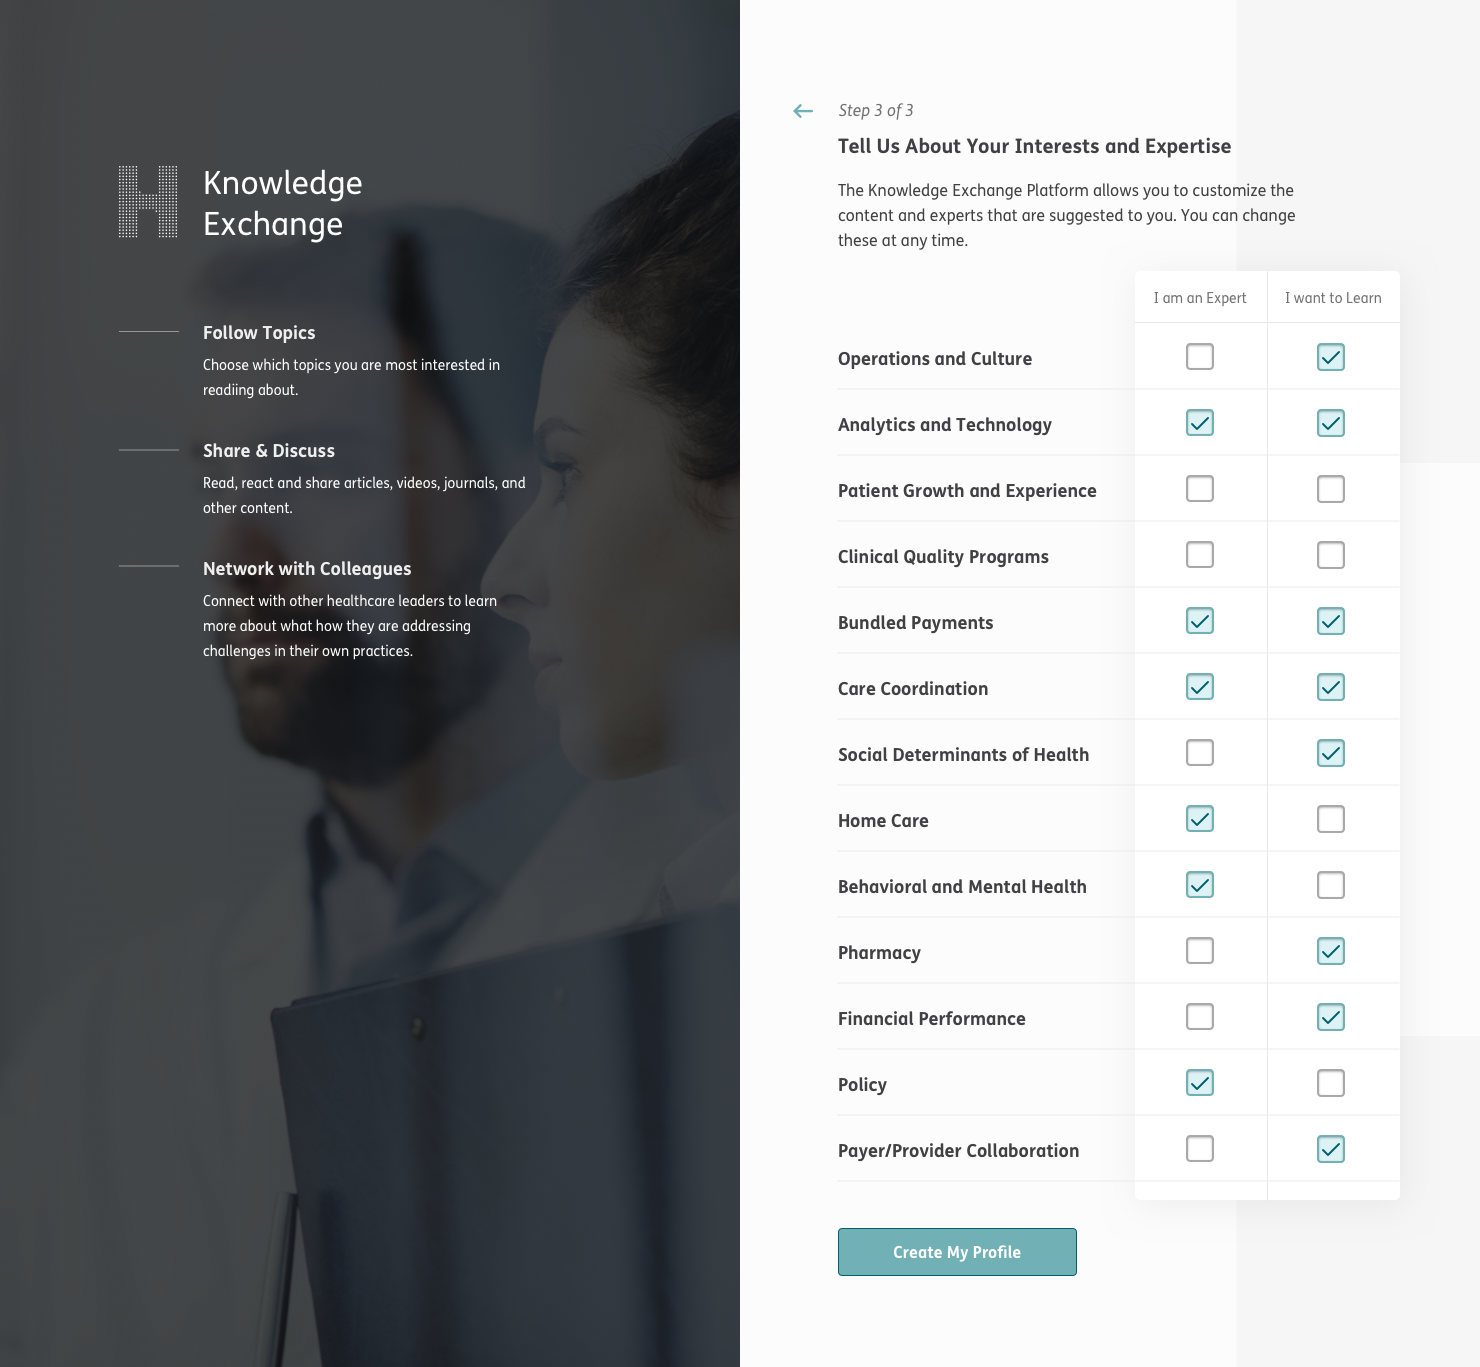 Knowledge
Exchange
Follow Topics
Choose which topics you are most interested in
readiing about.
Share & Discuss
Read, react and share articles, videos, journals, and
other content.
Network with Colleagues
Connect with other healthcare leaders to learn
more about what how they are addressing
challenges in their own practices.
Step 3 of 3
Tell Us About Your Interests and Expertise
The Knowledge Exchange Platform allows you to customize the
content and experts that are suggested to you. You can change
these at any time.
I am an Expert
I want to Learn
Operations and Culture
Analytics and Technology
Patient Growth and Experience
Clinical Quality Programs
Bundled Payments
Care Coordination
Social Determinants of Health
Home Care
Behavioral and Mental Health
Pharmacy
Financial Performance
Policy
Payer/Provider Collaboration
Create My Profile